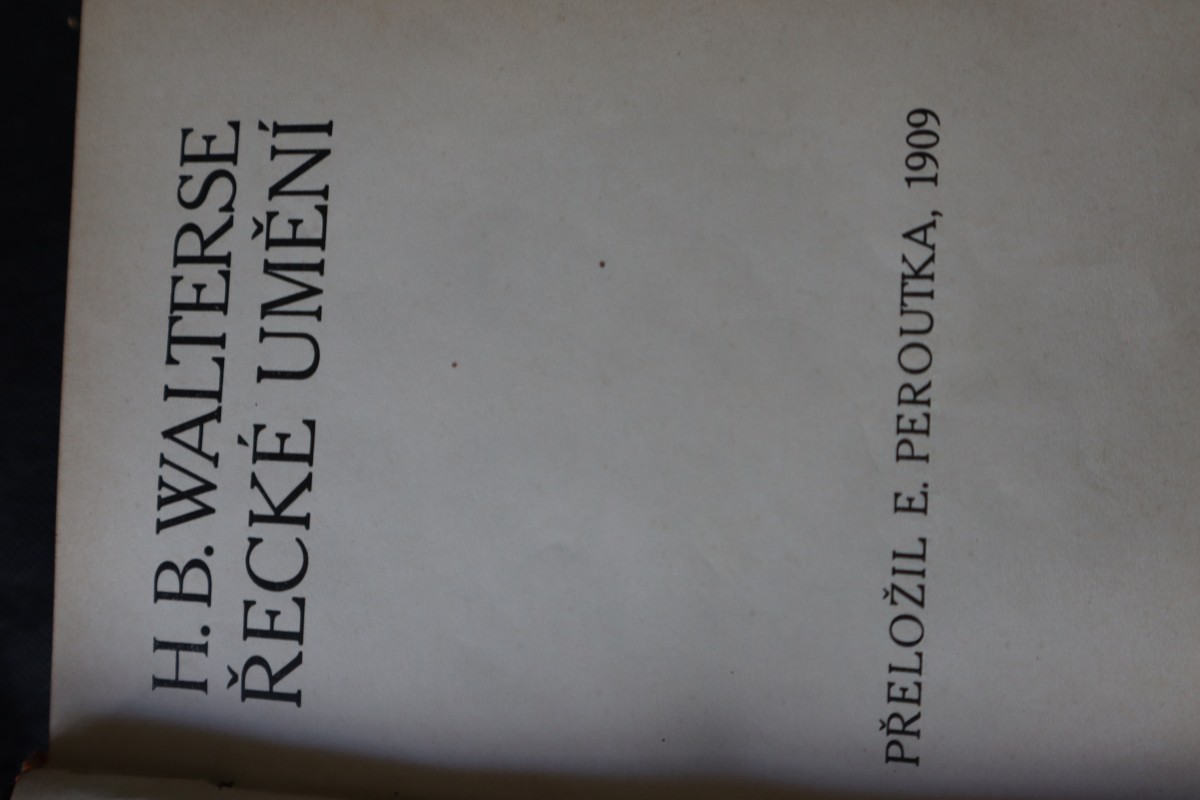 H. B. WALTERSE
ŘECKÉ UMĚNÍ
PŘELOŽIL E. PEROUTKA, 1909